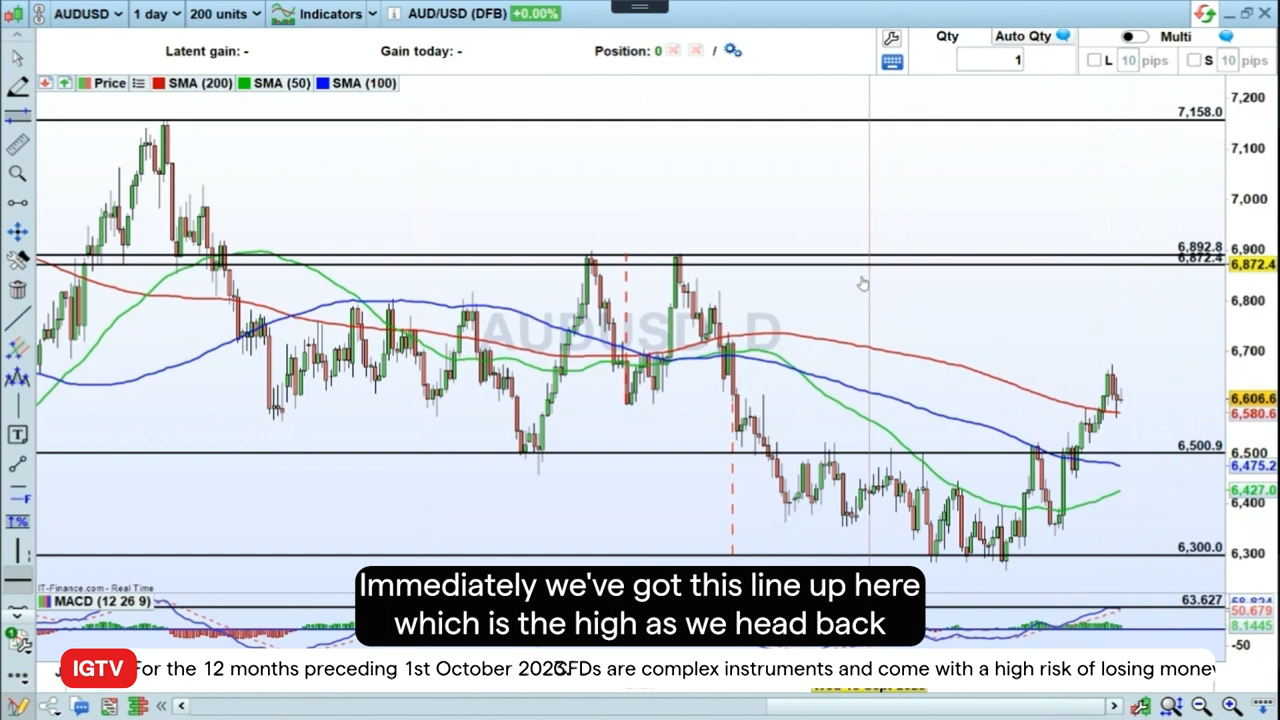 AUDUSD 1 day 200 units Indicators AUD/USD (DFB) +0.00%
Latent gain: - Gain today: - Position: 0 / Qty Auto Qty Multi
1 L 10 pips S 10 pips
Price SMA (200) SMA (50) SMA (100)
7,200
7,158.0
7,100
7,000
6,900
6,892.8
6,872.4 6,872.4
6,800
AUDUSD D
6,700
6,606.6
6,580.6
6,500.9 6,500
6,475.2
6,427.0
6,400
6,300.0 6,300
IT-Finance.com - Real Time
MACD (12 26 9) 63.627
50.679
8.1445
-50
Immediately we've got this line up here
which is the high as we head back
IGTV For the 12 months preceding 1st October 2023. CFDs are complex instruments and come with a high risk of losing money